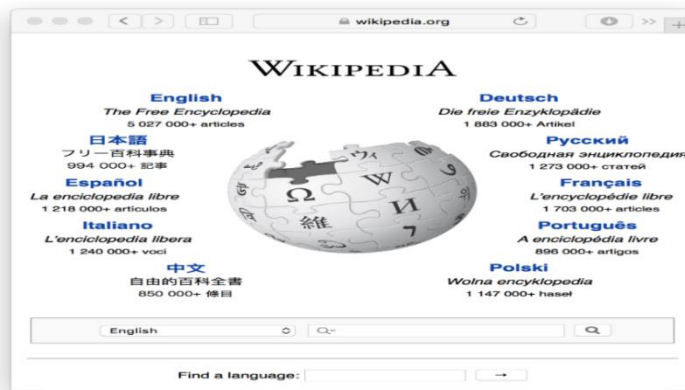 wikipedia.org
WIKIPEDIA
English
The Free Encyclopedia
5 027 000+ articles
Deutsch
Die freie Enzyklopädie
1 883 000+ Artikel
日本語
フリー百科事典
994 000+ 記事
Русский
Свободная энциклопедия
1 273 000+ статей
Español
La enciclopedia libre
1 218 000+ artículos
Français
L'encyclopédie libre
1 703 000+ articles
Italiano
L'enciclopedia libera
1 240 000+ voci
Português
A enciclopédia livre
896 000+ artigos
中文
自由的百科全書
850 000+ 條目
Polski
Wolna encyklopedia
1 147 000+ haseł
Ω
W
И
維
7
ウィ
English
Find a language: